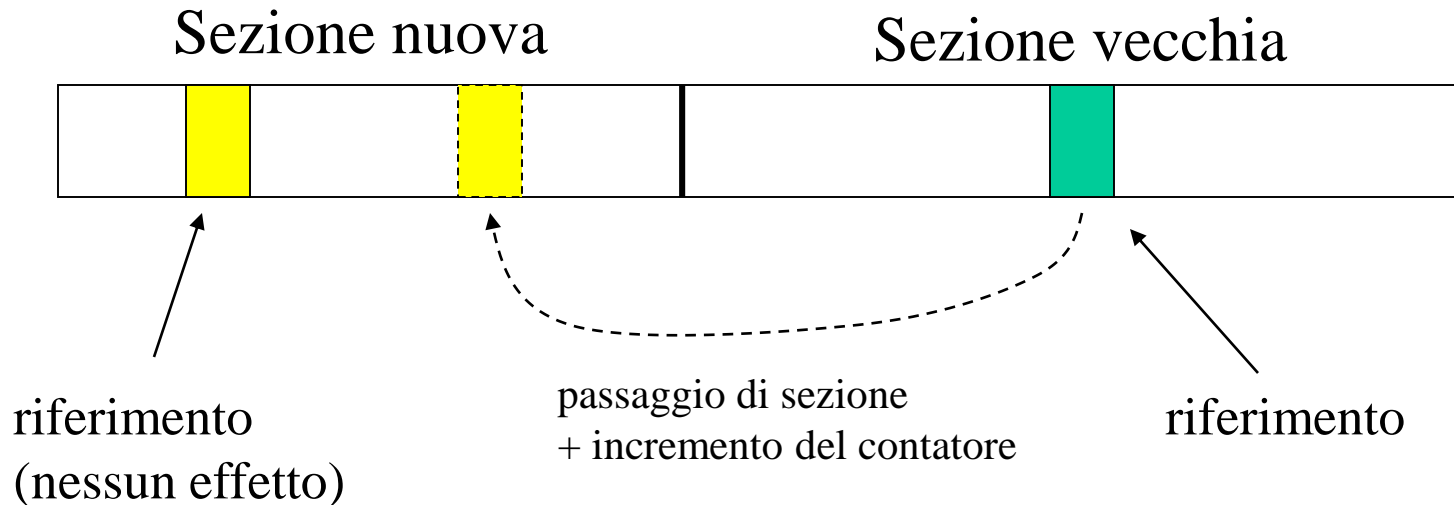 Sezione nuova
Sezione vecchia
riferimento
(nessun effetto)
passaggio di sezione
+ incremento del contatore
riferimento